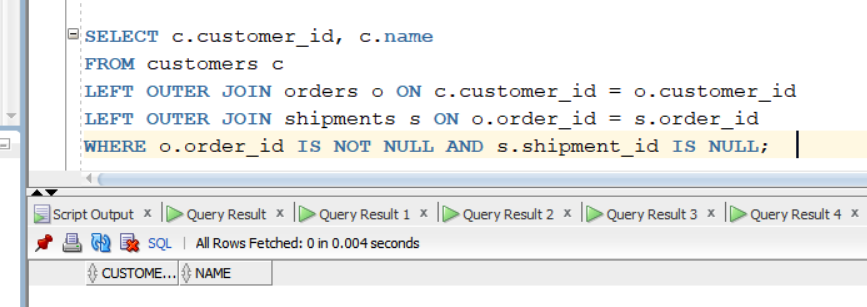 SELECT c.customer_id, c.name
FROM customers c
LEFT OUTER JOIN orders o ON c.customer_id = o.customer_id
LEFT OUTER JOIN shipments s ON o.order_id = s.order_id
WHERE o.order_id IS NOT NULL AND s.shipment_id IS NULL;
Script Output x Query Result x Query Result 1 x Query Result 2 x Query Result 3 x Query Result 4 x
SQL | All Rows Fetched: 0 in 0.004 seconds
CUSTOME... NAME